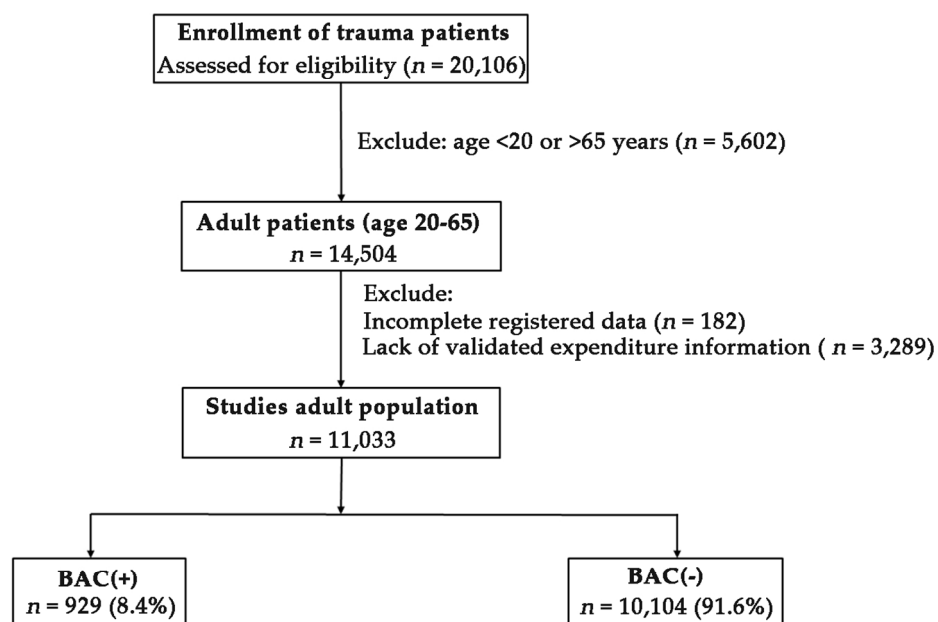 Enrollment of trauma patients
Assessed for eligibility (n = 20,106)
Exclude: age <20 or >65 years (n = 5,602)
Adult patients (age 20-65)
n = 14,504
Exclude:
Incomplete registered data (n = 182)
Lack of validated expenditure information ( n = 3,289)
Studies adult population
n = 11,033
BAC(+)
n = 929 (8.4%)
BAC(-)
n = 10,104 (91.6%)